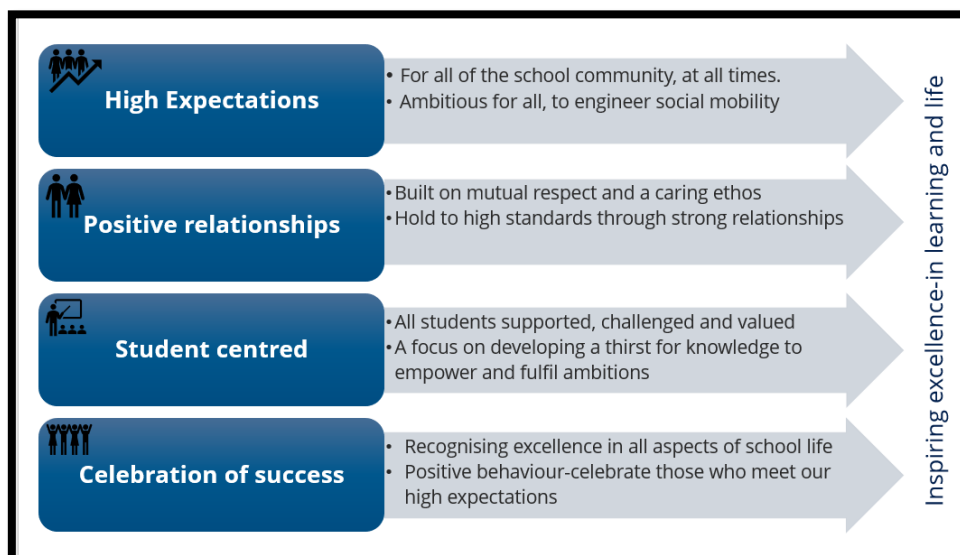 High Expectations
• For all of the school community, at all times.
• Ambitious for all, to engineer social mobility
Positive relationships
• Built on mutual respect and a caring ethos
• Hold to high standards through strong relationships
Student centred
• All students supported, challenged and valued
• A focus on developing a thirst for knowledge to
empower and fulfil ambitions
Celebration of success
• Recognising excellence in all aspects of school life
• Positive behaviour-celebrate those who meet our
high expectations
Inspiring excellence-in learning and life